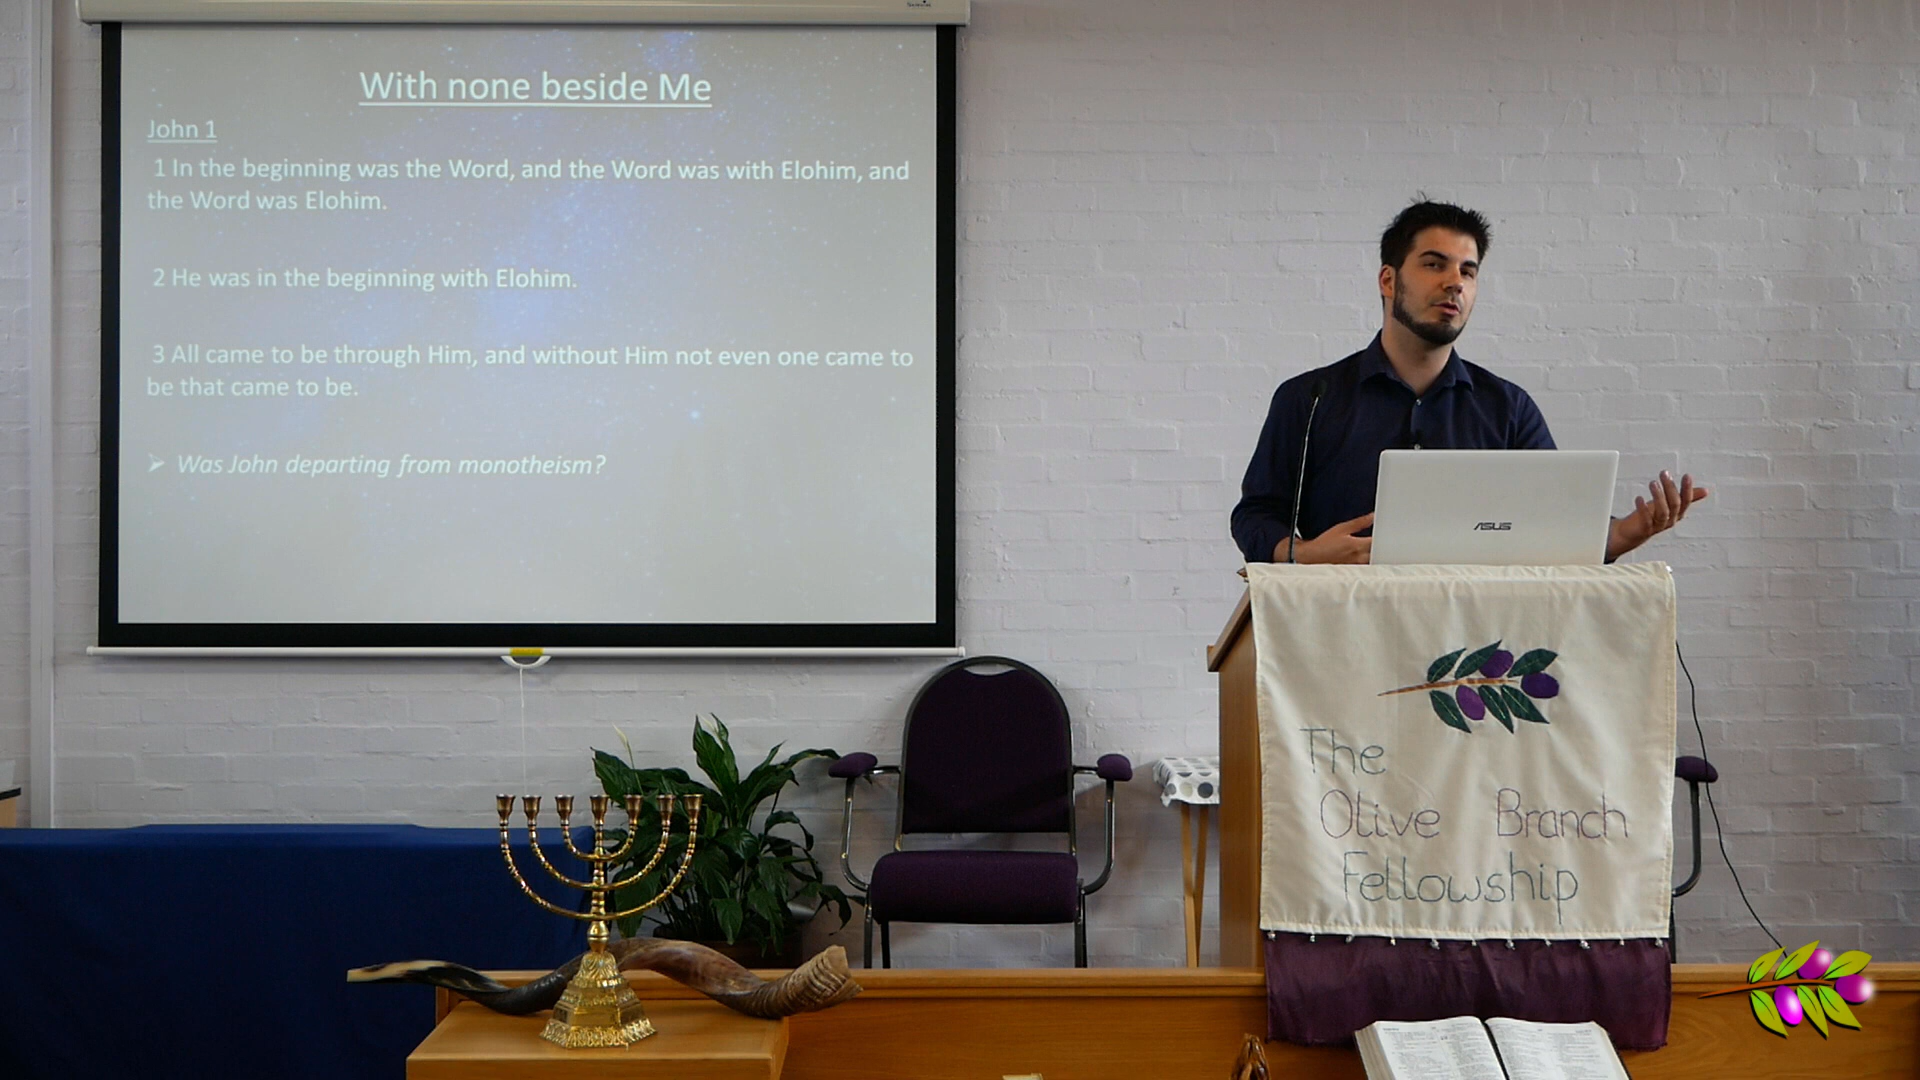 With none beside Me
John 1
1 In the beginning was the Word, and the Word was with Elohim, and
the Word was Elohim.
2 He was in the beginning with Elohim.
3 All came to be through Him, and without Him not even one came to
be that came to be.
➢ Was John departing from monotheism?
ASUS
The
Olive Branch
Fellowship